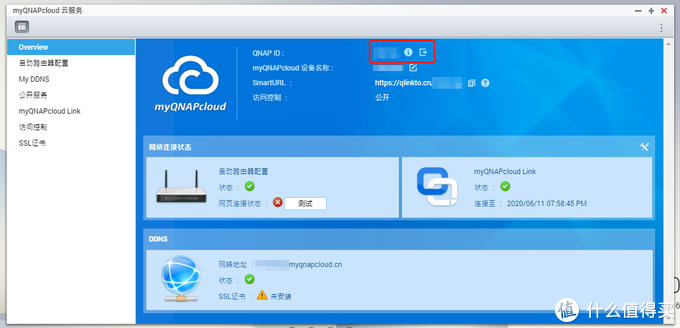 myQNAPcloud 云服务
Overview
自动路由器配置
My DDNS
公开服务
myQNAPcloud Link
访问控制
SSL证书
myQNAPcloud
QNAP ID :
myQNAPcloud 设备名称 :
SmartURL : https://qlinkto.cn/
访问控制 : 公开
网络连接状态
自动路由器配置
状态 :
网页连接状态 : 测试
myQNAPcloud Link
状态 :
连接至 : 2020/06/11 07:58:45 PM
DDNS
网络地址 : myqnapcloud.cn
状态 :
SSL证书 : 未安装
值 什么值得买